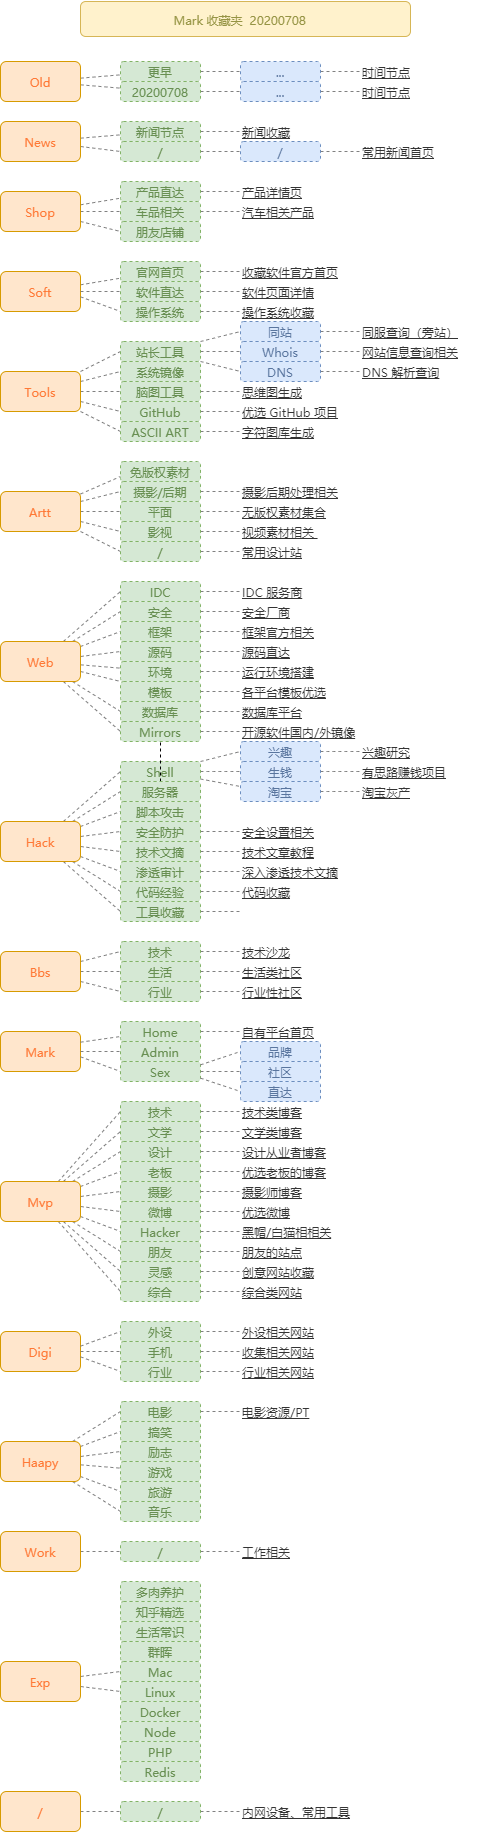 Mark 收藏夹 20200708
Old
更早
...
时间节点
20200708
...
时间节点
News
新闻节点
新闻收藏
/
/
常用新闻首页
Shop
产品直达
产品详情页
车品相关
汽车相关产品
朋友店铺
Soft
官网首页
收藏软件官方首页
软件直达
软件页面详情
操作系统
操作系统收藏
Tools
站长工具
同站
同服查询（旁站）
Whois
网站信息查询相关
DNS
DNS 解析查询
系统镜像
脑图工具
思维图生成
GitHub
优选 GitHub 项目
ASCII ART
字符图库生成
Artt
免版权素材
摄影/后期
摄影后期处理相关
平面
无版权素材集合
影视
视频素材相关
/
常用设计站
Web
IDC
IDC 服务商
安全
安全厂商
框架
框架官方相关
源码
源码直达
环境
运行环境搭建
模板
各平台模板优选
数据库
数据库平台
Mirrors
开源软件国内/外镜像
Hack
Shell
兴趣
兴趣研究
生钱
有思路赚钱项目
淘宝
淘宝灰产
服务器
脚本攻击
安全防护
安全设置相关
技术文摘
技术文章教程
渗透审计
深入渗透技术文摘
代码经验
代码收藏
工具收藏
Bbs
技术
技术沙龙
生活
生活类社区
行业
行业性社区
Mark
Home
自有平台首页
Admin
Sex
品牌
社区
直达
Mvp
技术
技术类博客
文学
文学类博客
设计
设计从业者博客
老板
优选老板的博客
摄影
摄影师博客
微博
优选微博
Hacker
黑帽/白猫相相关
朋友
朋友的站点
灵感
创意网站收藏
综合
综合类网站
Digi
外设
外设相关网站
手机
收集相关网站
行业
行业相关网站
Haapy
电影
电影资源/PT
搞笑
励志
游戏
旅游
音乐
Work
/
工作相关
Exp
多肉养护
知乎精选
生活常识
群晖
Mac
Linux
Docker
Node
PHP
Redis
/
/
内网设备、常用工具